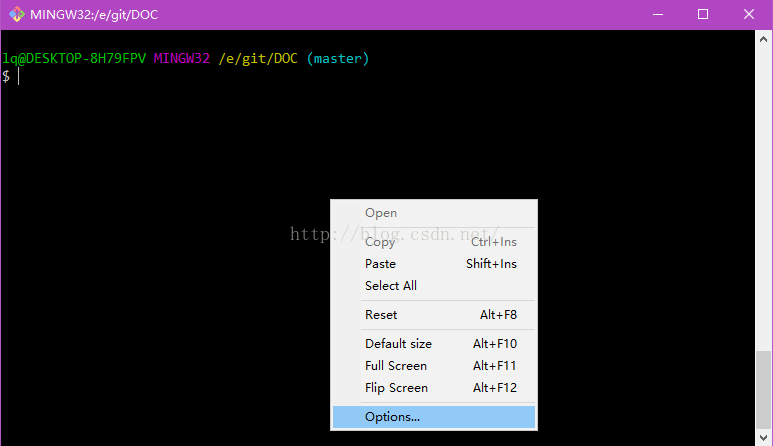 MINGW32:/e/git/DOC
lq@DESKTOP-8H79FPV MINGW32 /e/git/DOC (master)
$
Open
http://blog.csdn.net/
Copy Ctrl+Ins
Paste Shift+Ins
Select All
Reset Alt+F8
Default size Alt+F10
Full Screen Alt+F11
Flip Screen Alt+F12
Options...